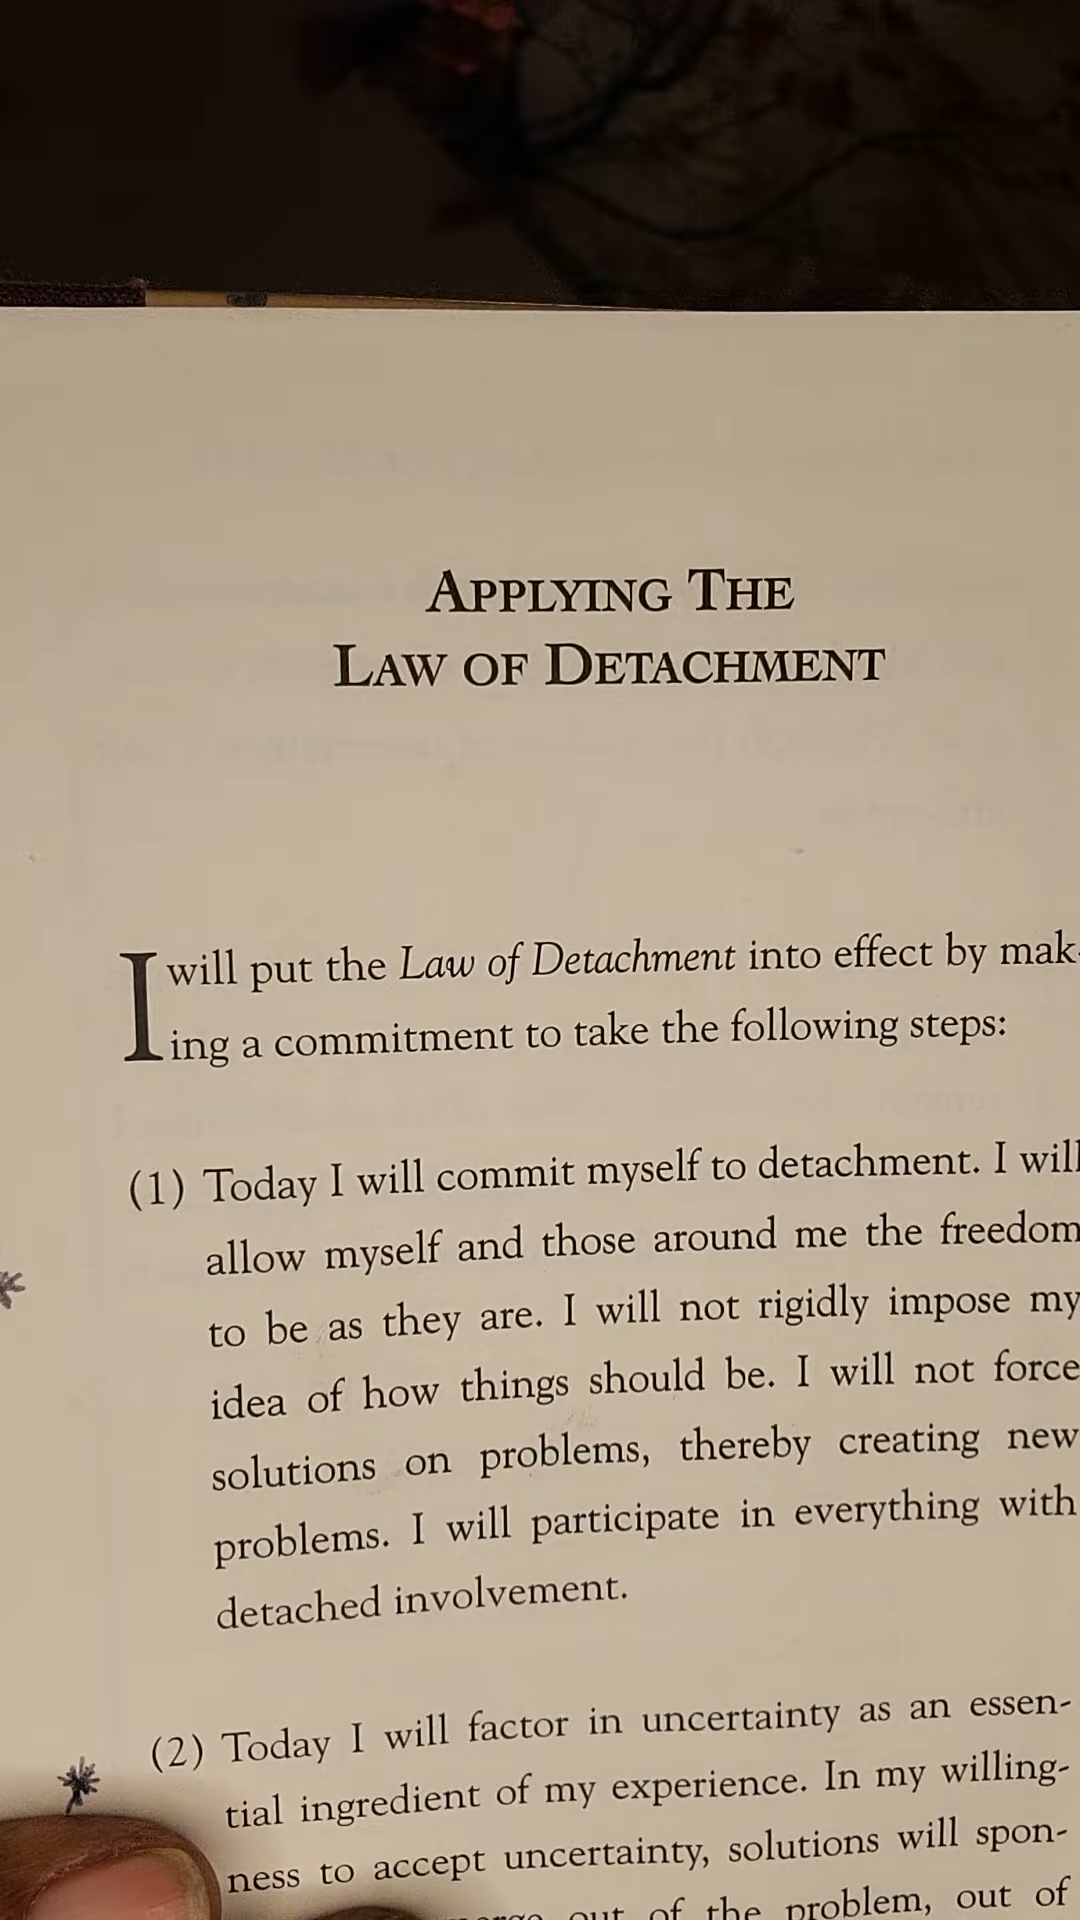 APPLYING THE
LAW OF DETACHMENT
I will put the Law of Detachment into effect by mak-
ing a commitment to take the following steps:
(1) Today I will commit myself to detachment. I will
allow myself and those around me the freedom
to be as they are. I will not rigidly impose my
idea of how things should be. I will not force
solutions on problems, thereby creating new
problems. I will participate in everything with
detached involvement.
(2) Today I will factor in uncertainty as an essen-
tial ingredient of my experience. In my willing-
ness to accept uncertainty, solutions will spon-
out of the problem, out of